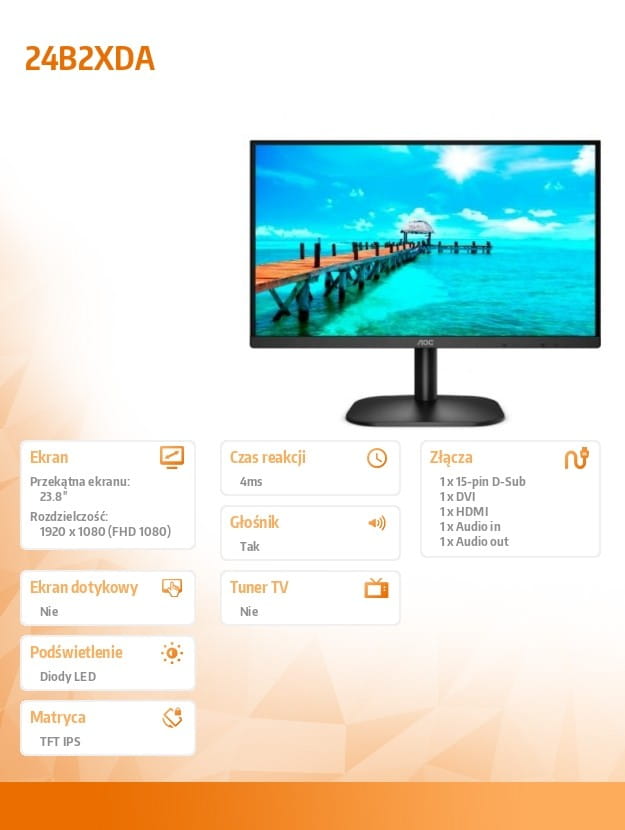 24B2XDA
AOC
Ekran
Przekątna ekranu:
23.8"
Rozdzielczość:
1920 x 1080 (FHD 1080)
Czas reakcji
4ms
Głośnik
Tak
Złącza
1 x 15-pin D-Sub
1 x DVI
1 x HDMI
1 x Audio in
1 x Audio out
Ekran dotykowy
Nie
Tuner TV
Nie
Podświetlenie
Diody LED
Matryca
TFT IPS